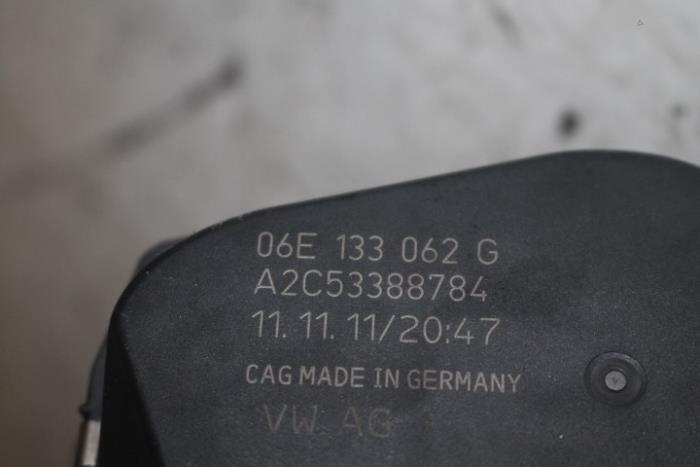 06E 133 062 G
A2C53388784
11.11.11/20:47
CAG MADE IN GERMANY
VW AG